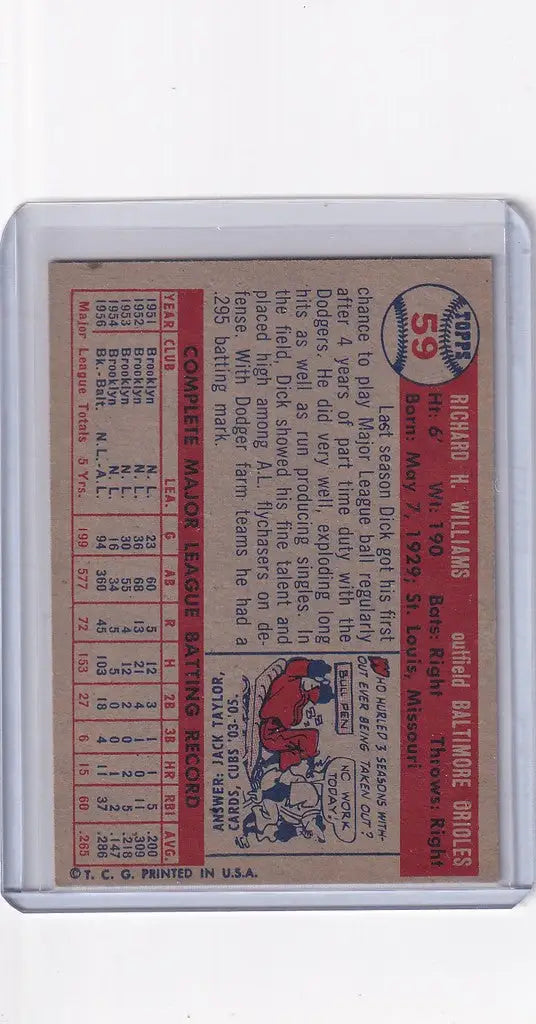 TOPPS
59
RICHARD H. WILLIAMS outfield BALTIMORE ORIOLES
Ht: 6' Wt: 190 Bats: Right Throws: Right
Born: May 7, 1929; St. Louis, Missouri
Last season Dick got his first
chance to play Major League ball regularly
after 4 years of part time duty with the
Dodgers. He did very well, exploding long
hits as well as run producing singles. In
the field, Dick showed his fine talent and
placed high among A.L. flychasers on de-
fense. With Dodger farm teams he had a
.295 batting mark.
WHO HURLED 3 SEASONS WITH-
OUT EVER BEING TAKEN OUT?
BULL PEN
NO WORK
TODAY!
ANSWER: JACK TAYLOR,
CARDS, CUBS '03-'05.
COMPLETE MAJOR LEAGUE BATTING RECORD
YEAR CLUB LEA. G AB R H 2B 3B HR RBI AVG.
1951 Brooklyn N.L. 23 60 5 12 3 1 1 5 .200
1952 Brooklyn N.L. 36 68 13 21 4 1 0 11 .309
1953 Brooklyn N.L. 30 55 4 12 2 0 2 5 .218
1954 Brooklyn N.L. 16 34 5 5 0 0 1 2 .147
1956 Bk.-Balt. N.L.-A.L. 94 360 45 103 18 4 11 37 .286
Major League Totals 5 Yrs. 199 577 72 153 27 6 15 60 .265
© T. C. G. PRINTED IN U.S.A.